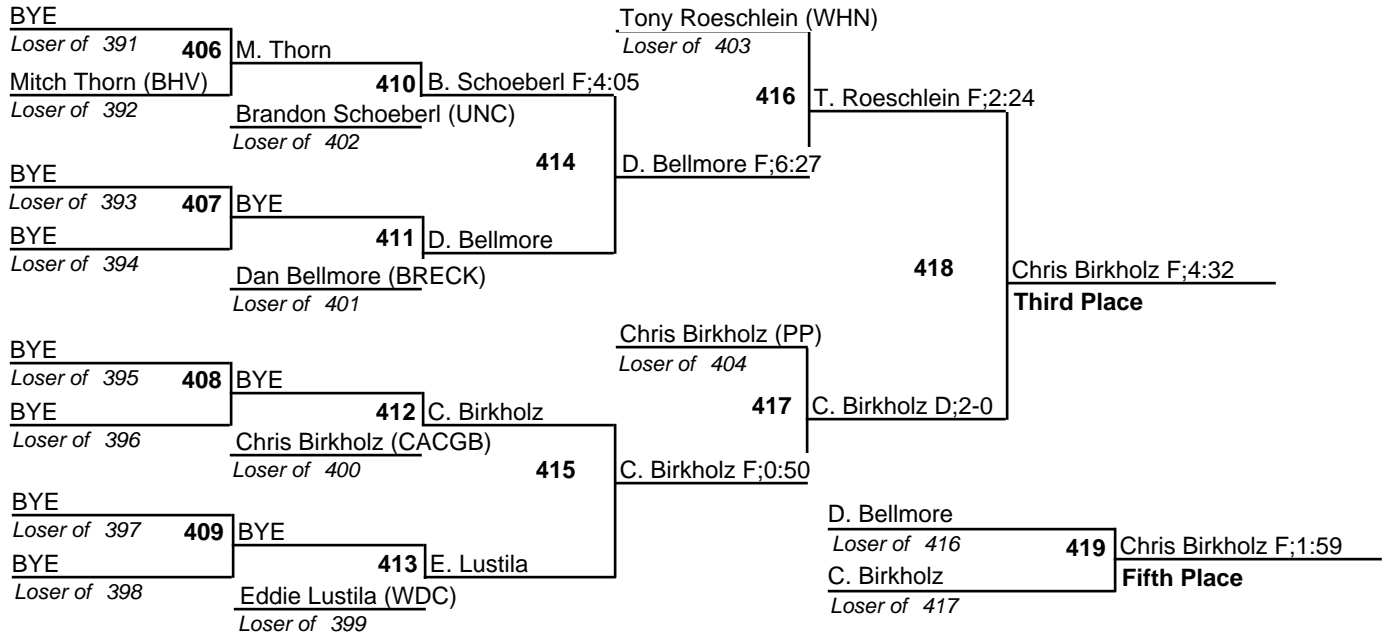 BYE
Loser of 391
406
M. Thorn
Mitch Thorn (BHV)
Loser of 392
410
B. Schoeberl F;4:05
Brandon Schoeberl (UNC)
Loser of 402
BYE
Loser of 393
407
BYE
BYE
Loser of 394
411
D. Bellmore
Dan Bellmore (BRECK)
Loser of 401
414
D. Bellmore F;6:27
Tony Roeschlein (WHN)
Loser of 403
416
T. Roeschlein F;2:24
BYE
Loser of 395
408
BYE
BYE
Loser of 396
412
C. Birkholz
Chris Birkholz (CACGB)
Loser of 400
BYE
Loser of 397
409
BYE
BYE
Loser of 398
413
E. Lustila
Eddie Lustila (WDC)
Loser of 399
415
C. Birkholz F;0:50
Chris Birkholz (PP)
Loser of 404
417
C. Birkholz D;2-0
418
Chris Birkholz F;4:32
Third Place
D. Bellmore
Loser of 416
419
Chris Birkholz F;1:59
C. Birkholz
Fifth Place
Loser of 417